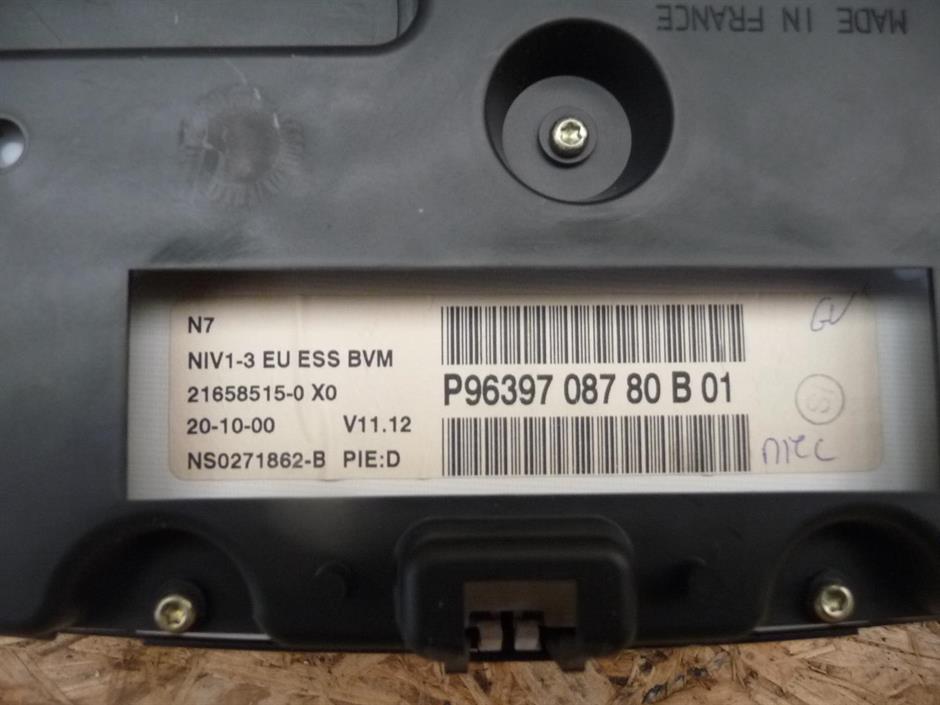 MADE IN FRANCE
N7
NIV1-3 EU ESS BVM
21658515-0 X0
20-10-00 V11.12
NS0271862-B PIE:D
P96397 087 80 B 01